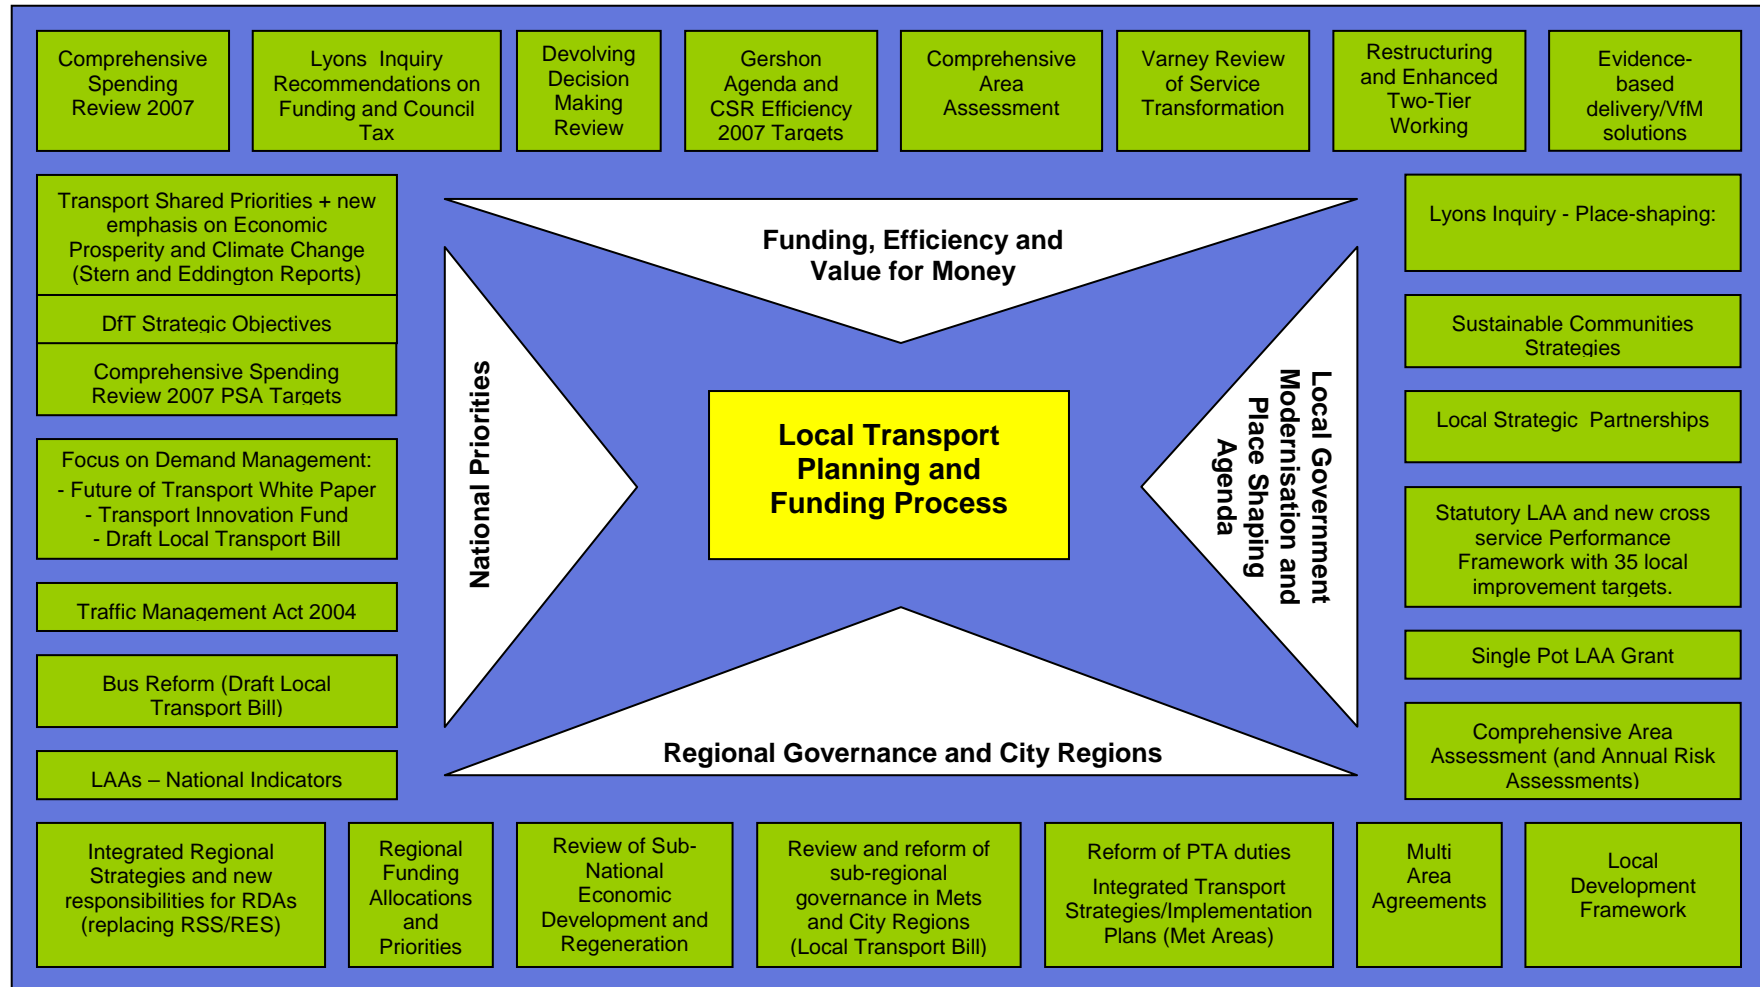 Comprehensive
Spending
Review 2007
Lyons Inquiry
Recommendations on
Funding and Council
Tax
Devolving
Decision
Making
Review
Gershon
Agenda and
CSR Efficiency
2007 Targets
Comprehensive
Area
Assessment
Varney Review
of Service
Transformation
Restructuring
and Enhanced
Two-Tier
Working
Evidence-
based
delivery/VfM
solutions
Transport Shared Priorities + new
emphasis on Economic
Prosperity and Climate Change
(Stern and Eddington Reports)
DfT Strategic Objectives
Comprehensive Spending
Review 2007 PSA Targets
Focus on Demand Management:
- Future of Transport White Paper
- Transport Innovation Fund
- Draft Local Transport Bill
Traffic Management Act 2004
Bus Reform (Draft Local
Transport Bill)
LAAs – National Indicators
Funding, Efficiency and
Value for Money
National Priorities
Local Transport
Planning and
Funding Process
Local Government
Modernisation and
Place Shaping
Agenda
Regional Governance and City Regions
Lyons Inquiry - Place-shaping:
Sustainable Communities
Strategies
Local Strategic Partnerships
Statutory LAA and new cross
service Performance
Framework with 35 local
improvement targets.
Single Pot LAA Grant
Comprehensive Area
Assessment (and Annual Risk
Assessments)
Integrated Regional
Strategies and new
responsibilities for RDAs
(replacing RSS/RES)
Regional
Funding
Allocations
and
Priorities
Review of Sub-
National
Economic
Development and
Regeneration
Review and reform of
sub-regional
governance in Mets
and City Regions
(Local Transport Bill)
Reform of PTA duties
Integrated Transport
Strategies/Implementation
Plans (Met Areas)
Multi
Area
Agreements
Local
Development
Framework